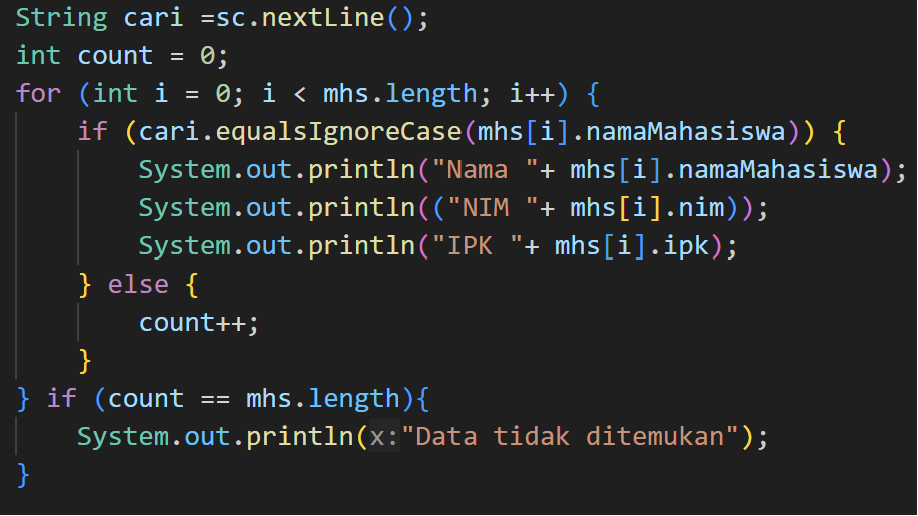 String cari =sc.nextLine();
int count = 0;
for (int i = 0; i < mhs.length; i++) {
    if (cari.equalsIgnoreCase(mhs[i].namaMahasiswa)) {
        System.out.println("Nama "+ mhs[i].namaMahasiswa);
        System.out.println(("NIM "+ mhs[i].nim));
        System.out.println("IPK "+ mhs[i].ipk);
    } else {
        count++;
    }
} if (count == mhs.length){
    System.out.println(x:"Data tidak ditemukan");
}